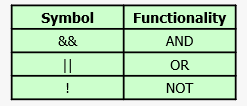 Symbol Functionality
&& AND
|| OR
! NOT